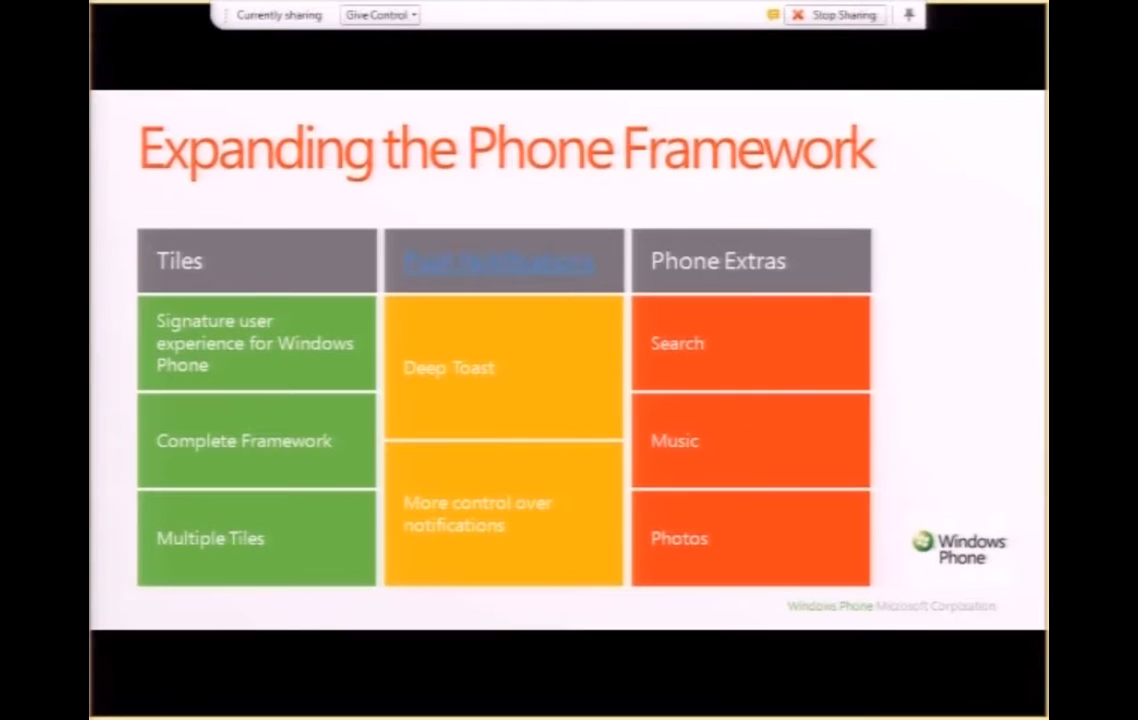 Currently sharing
Give Control
Stop Sharing
Expanding the Phone Framework
Tiles
Push Notifications
Phone Extras
Signature user
experience for Windows
Phone
Deep Toast
Search
Complete Framework
Music
More control over
notifications
Multiple Tiles
Photos
Windows
Phone
Windows Phone Microsoft Corporation